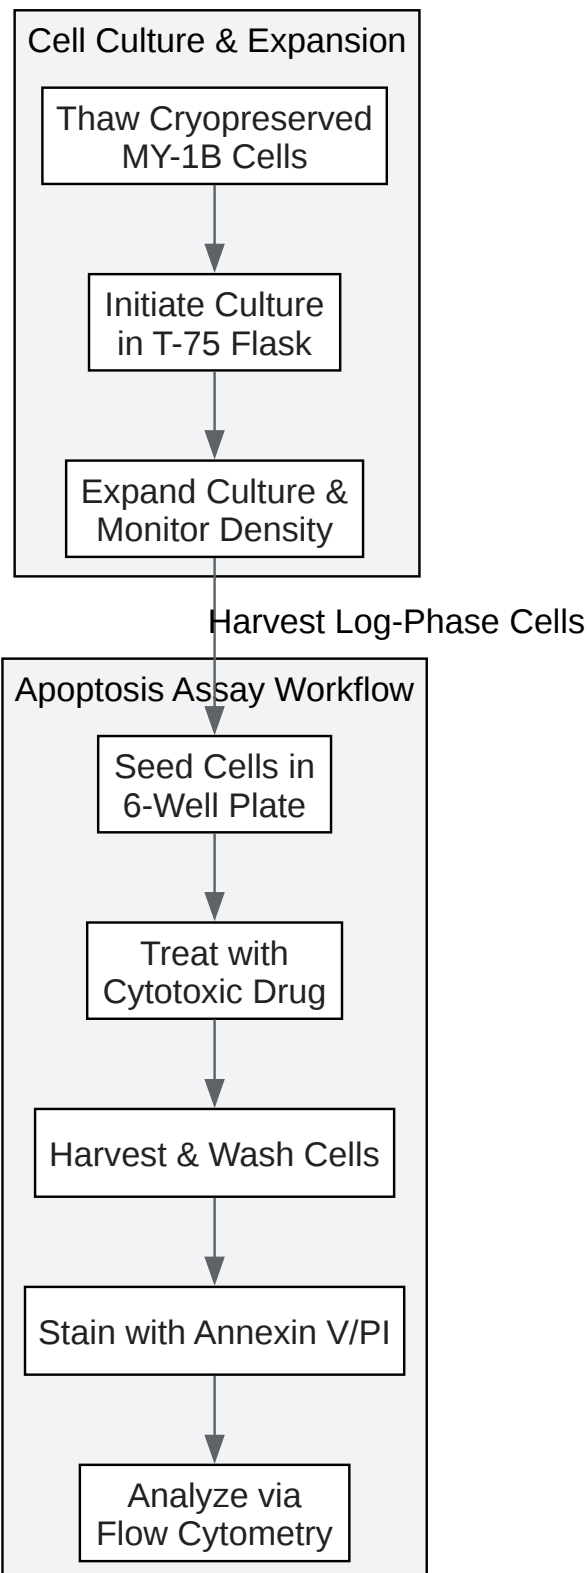 Cell Culture & Expansion
Thaw Cryopreserved
MY-1B Cells
Initiate Culture
in T-75 Flask
Expand Culture &
Monitor Density
Harvest Log-Phase Cells
Apoptosis Assay Workflow
Seed Cells in
6-Well Plate
Treat with
Cytotoxic Drug
Harvest & Wash Cells
Stain with Annexin V/PI
Analyze via
Flow Cytometry